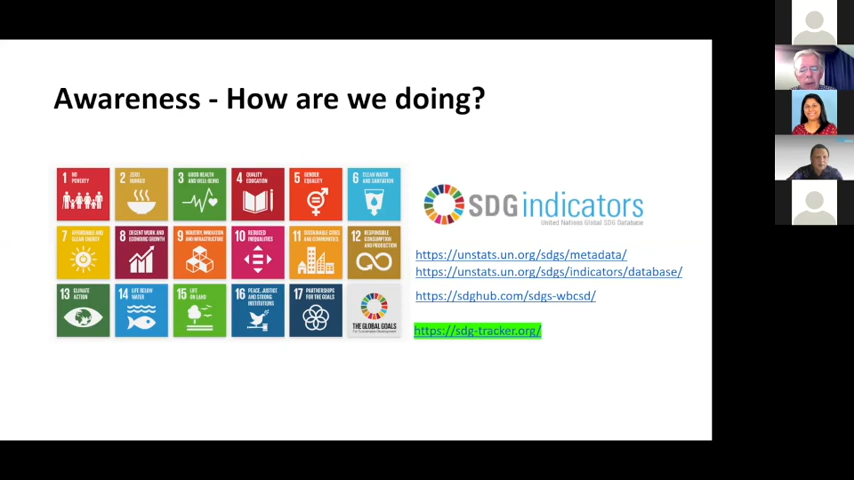 Awareness - How are we doing?
1 NO POVERTY
2 ZERO HUNGER
3 GOOD HEALTH AND WELL-BEING
4 QUALITY EDUCATION
5 GENDER EQUALITY
6 CLEAN WATER AND SANITATION
7 AFFORDABLE AND CLEAN ENERGY
8 DECENT WORK AND ECONOMIC GROWTH
9 INDUSTRY, INNOVATION AND INFRASTRUCTURE
10 REDUCED INEQUALITIES
11 SUSTAINABLE CITIES AND COMMUNITIES
12 RESPONSIBLE CONSUMPTION AND PRODUCTION
13 CLIMATE ACTION
14 LIFE BELOW WATER
15 LIFE ON LAND
16 PEACE, JUSTICE AND STRONG INSTITUTIONS
17 PARTNERSHIPS FOR THE GOALS
THE GLOBAL GOALS
For Sustainable Development
SDG indicators
United Nations Global SDG Database
https://unstats.un.org/sdgs/metadata/
https://unstats.un.org/sdgs/indicators/database/
https://sdghub.com/sdgs-wbcsd/
https://sdg-tracker.org/